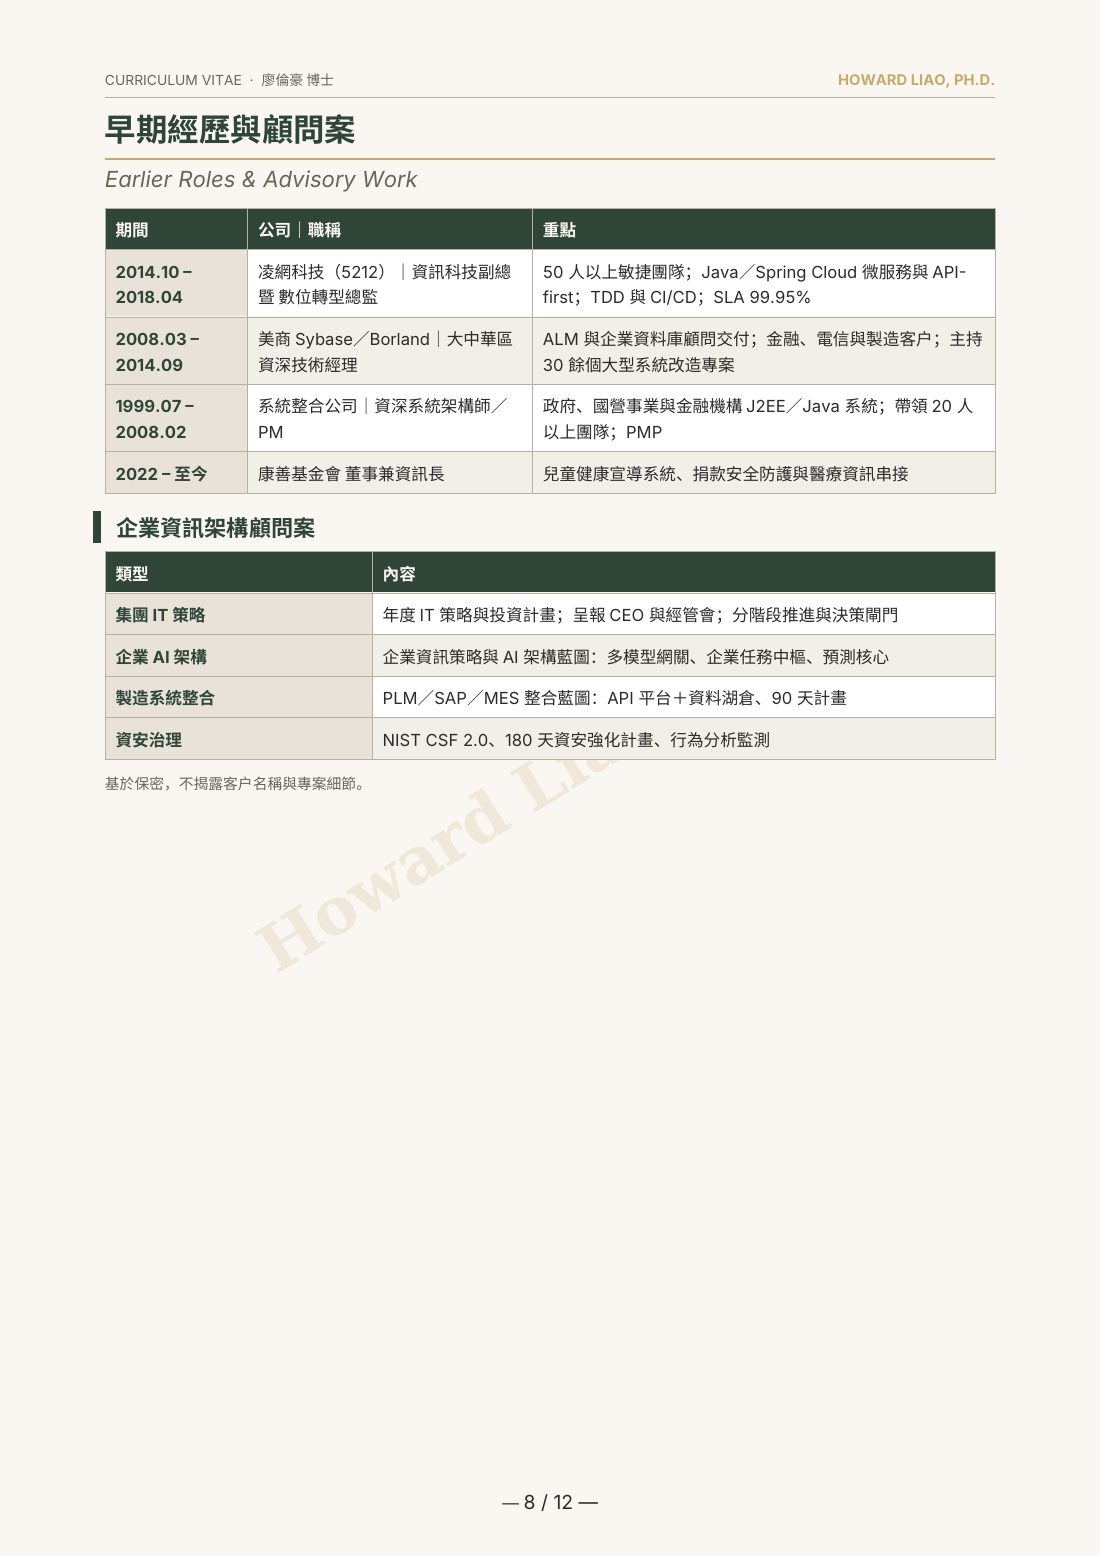 CURRICULUM VITAE · 廖倫豪 博士
HOWARD LIAO, PH.D.
早期經歷與顧問案
Earlier Roles & Advisory Work
期間
公司｜職稱
重點
2014.10 –
2018.04
凌網科技（5212）｜資訊科技副總
暨 數位轉型總監
50 人以上敏捷團隊；Java／Spring Cloud 微服務與 API-
first；TDD 與 CI/CD；SLA 99.95%
2008.03 –
2014.09
美商 Sybase／Borland｜大中華區
資深技術經理
ALM 與企業資料庫顧問交付；金融、電信與製造客户；主持
30 餘個大型系統改造專案
1999.07 –
2008.02
系統整合公司｜資深系統架構師／
PM
政府、國營事業與金融機構 J2EE／Java 系統；帶領 20 人
以上團隊；PMP
2022 – 至今
康善基金會 董事兼資訊長
兒童健康宣導系統、捐款安全防護與醫療資訊串接
企業資訊架構顧問案
類型
內容
集團 IT 策略
年度 IT 策略與投資計畫；呈報 CEO 與經管會；分階段推進與決策閘門
企業 AI 架構
企業資訊策略與 AI 架構藍圖：多模型網關、企業任務中樞、預測核心
製造系統整合
PLM／SAP／MES 整合藍圖：API 平台＋資料湖倉、90 天計畫
資安治理
NIST CSF 2.0、180 天資安強化計畫、行為分析監測
基於保密，不揭露客户名稱與專案細節。
Howard
— 8 / 12 —